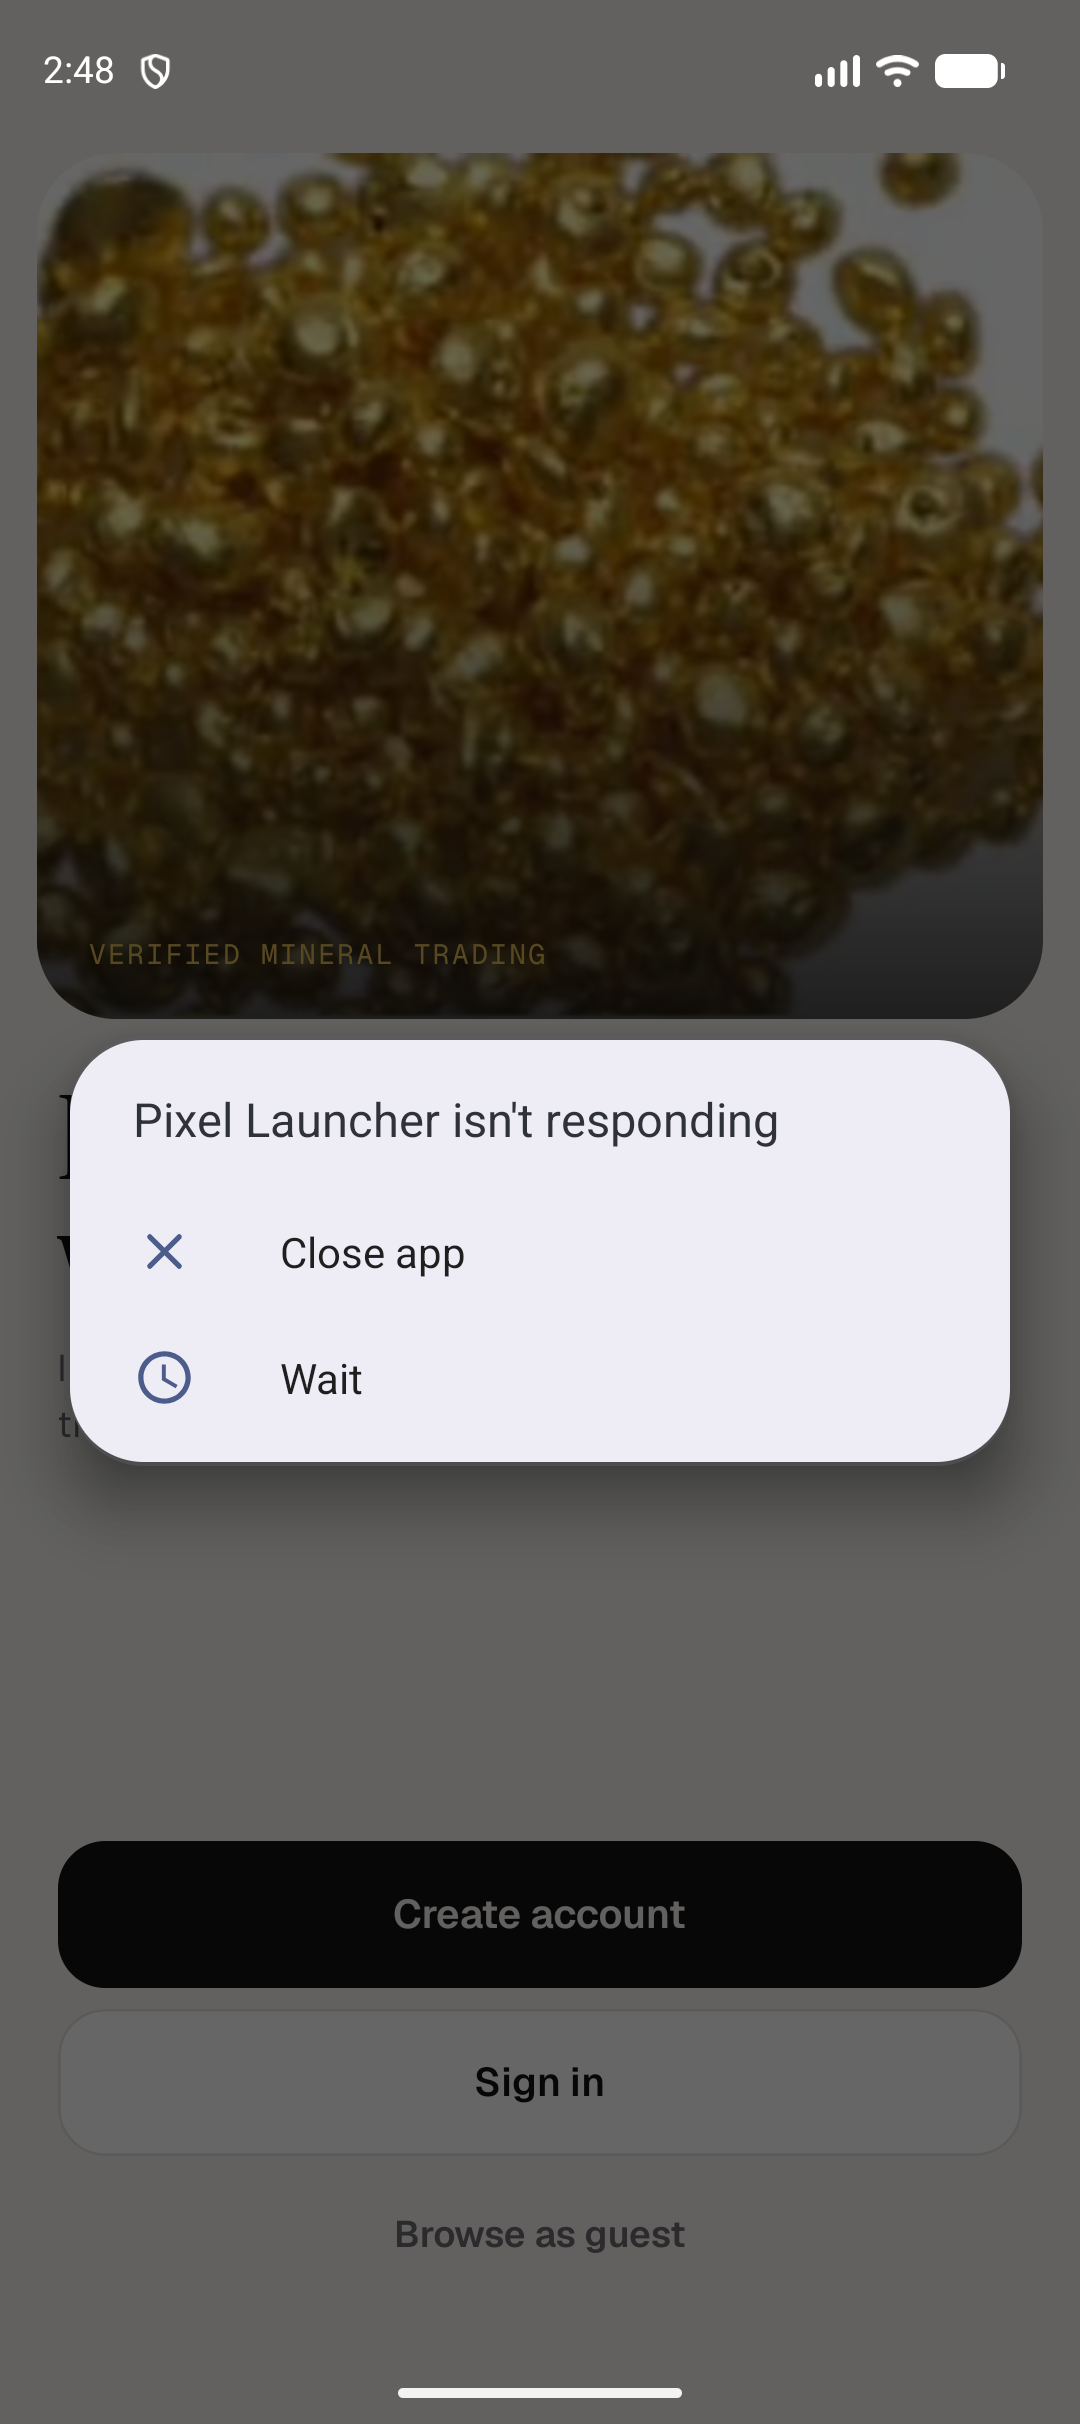 2:48
VERIFIED MINERAL TRADING
Pixel Launcher isn't responding
Close app
Wait
Create account
Sign in
Browse as guest